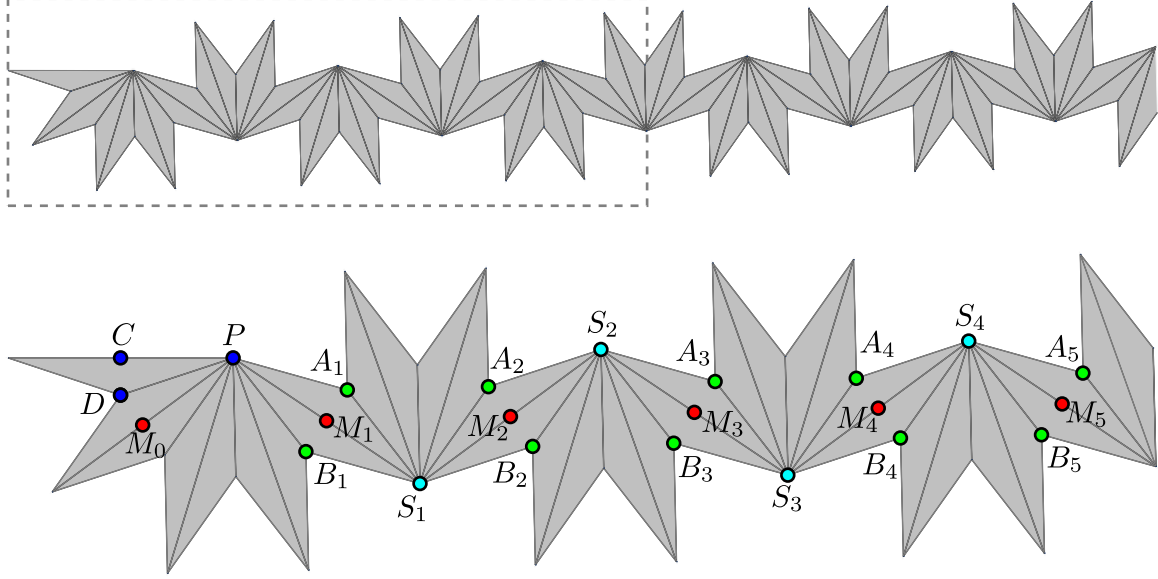 C P S₂ S₄
A₁ A₂ A₃ A₄ A₅
D M₀ M₁ M₂ M₃ M₄ M₅
B₁ B₂ B₃ B₄ B₅
S₁ S₃